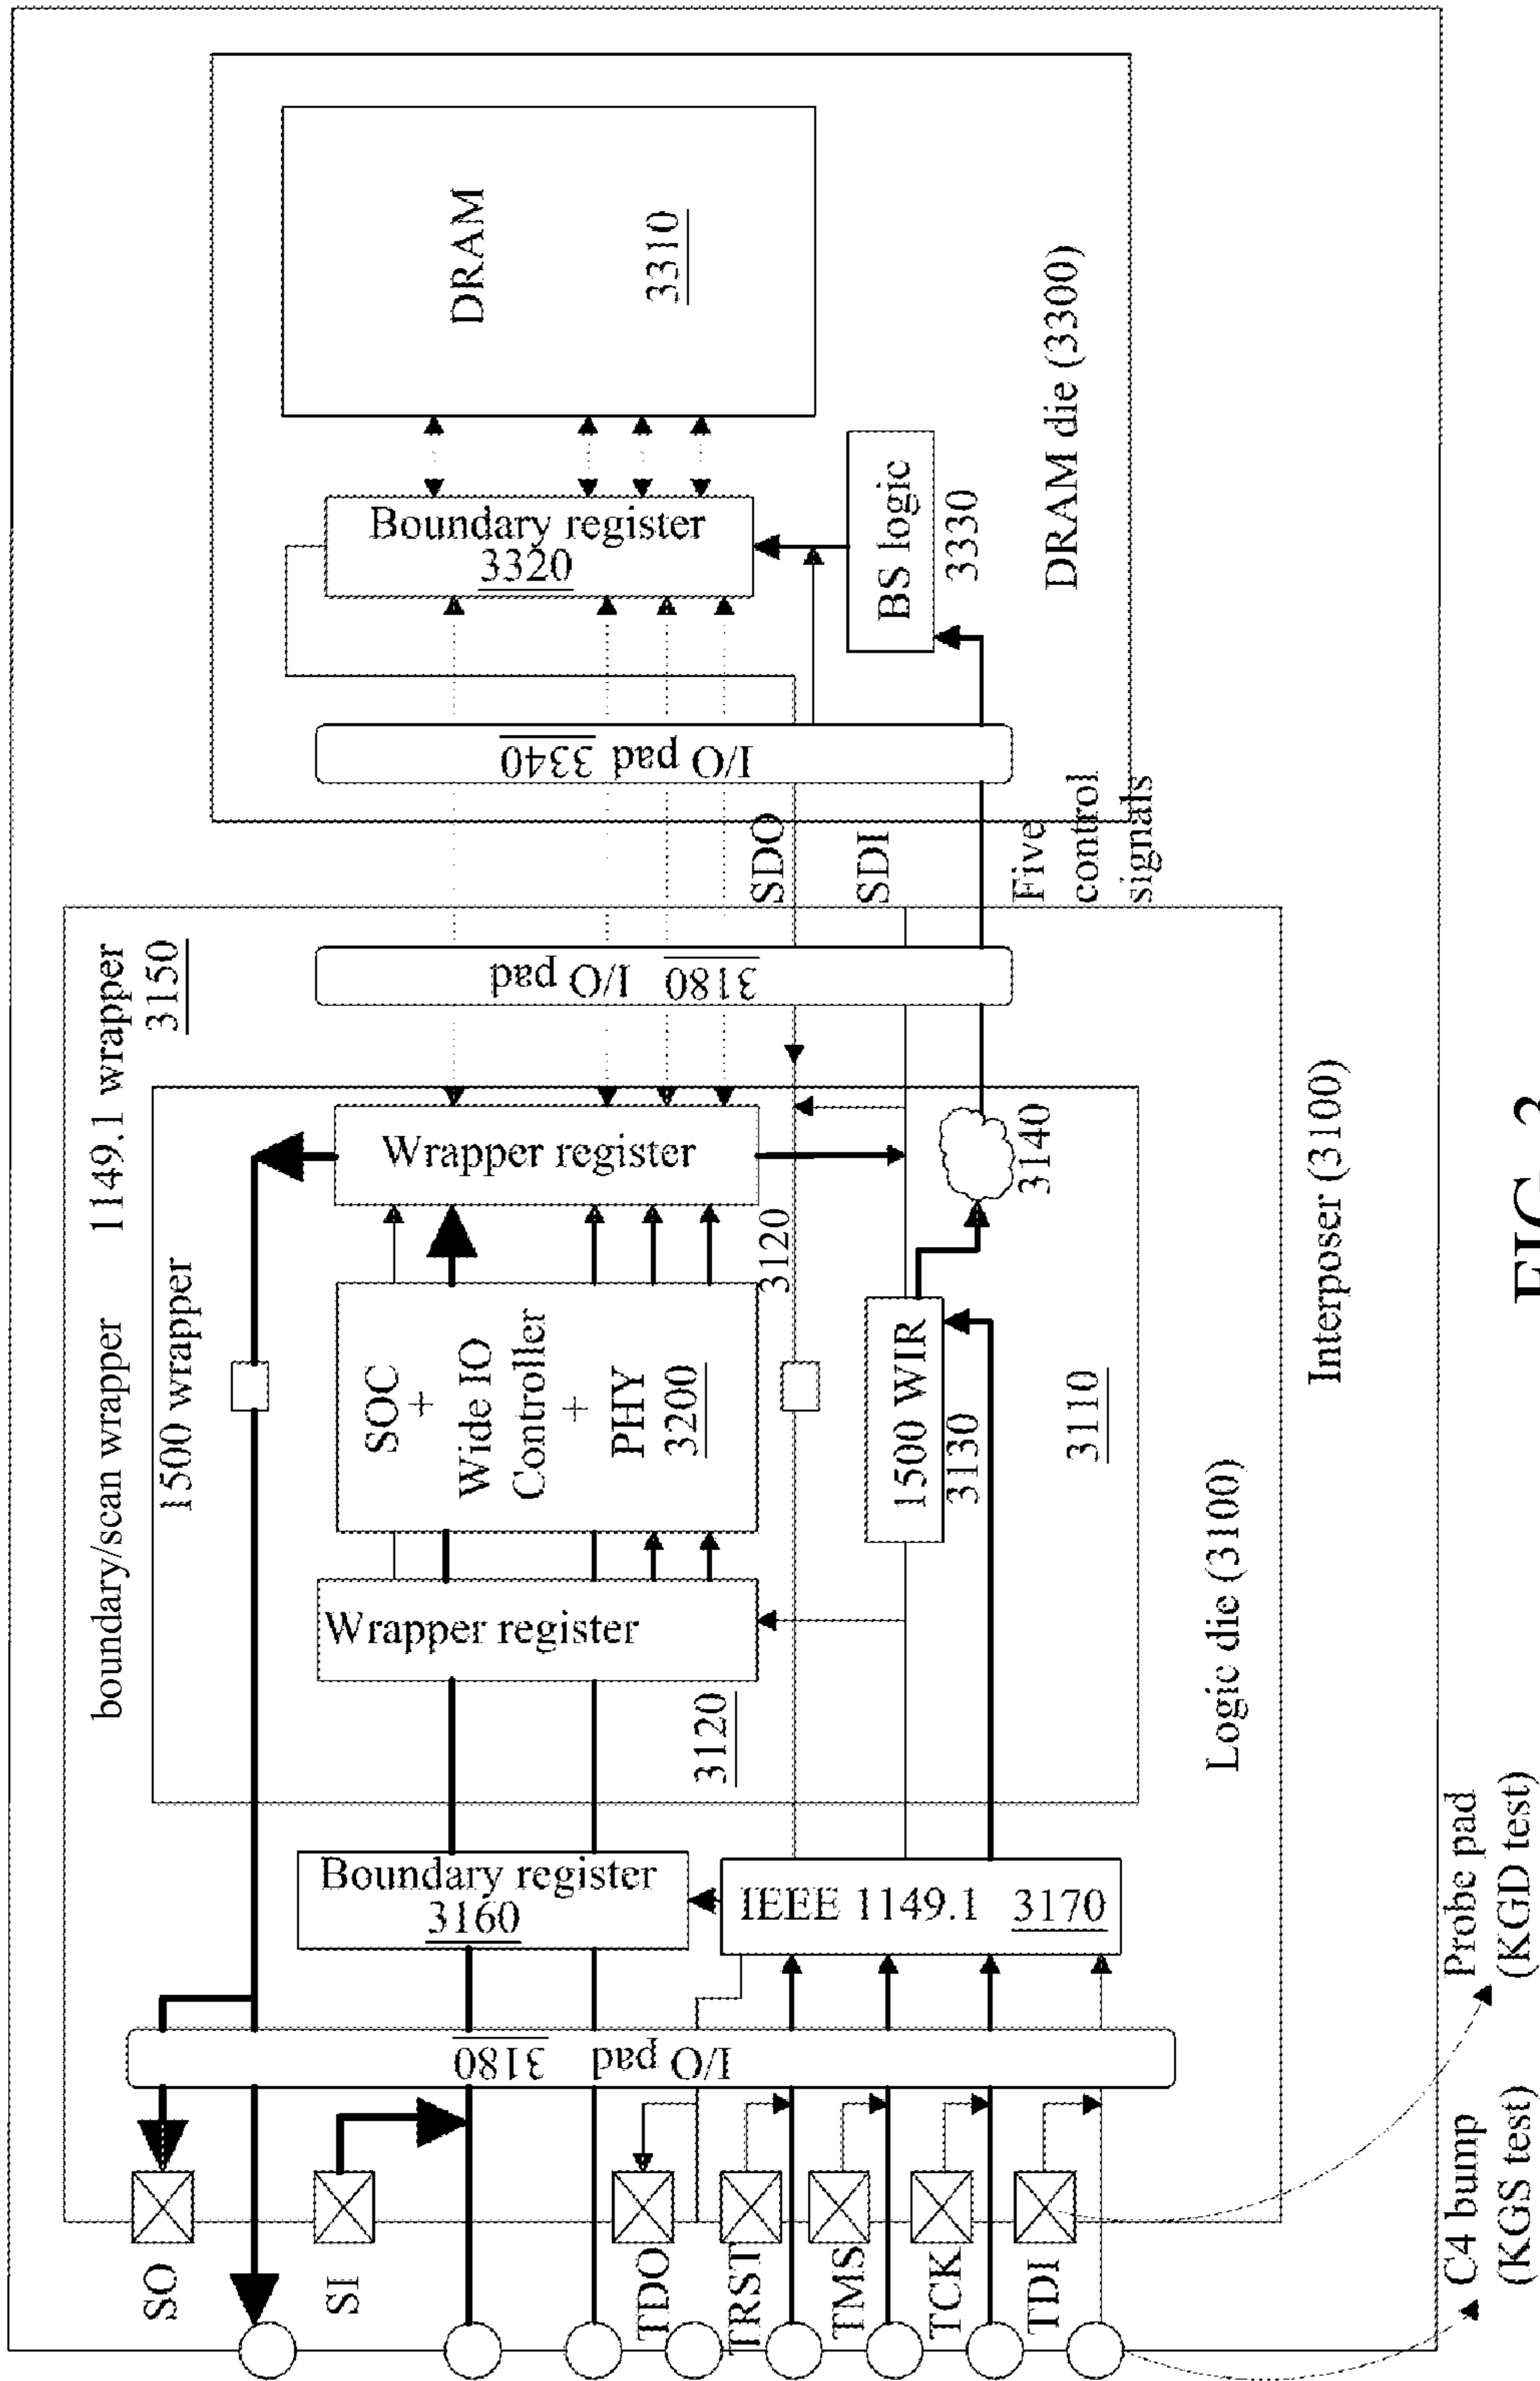 boundary/scan wrapper
1149.1 wrapper
3150
1500 wrapper
SO
SI
TDO
TRST
TMS
TCK
TDI
I/O pad 3180
Boundary register
3160
IEEE 1149.1 3170
Wrapper register
3120
SOC
+
Wide IO
Controller
+
PHY
3200
Wrapper register
3120
1500 WIR
3130
3140
3110
I/O pad 3180
Logic die (3100)
Interposer (3100)
SDO
SDI
Five
control
signals
I/O pad 3340
Boundary register
3320
BS logic
3330
DRAM
3310
DRAM die (3300)
C4 bump
(KGS test)
Probe pad
(KGD test)
FIG. 3